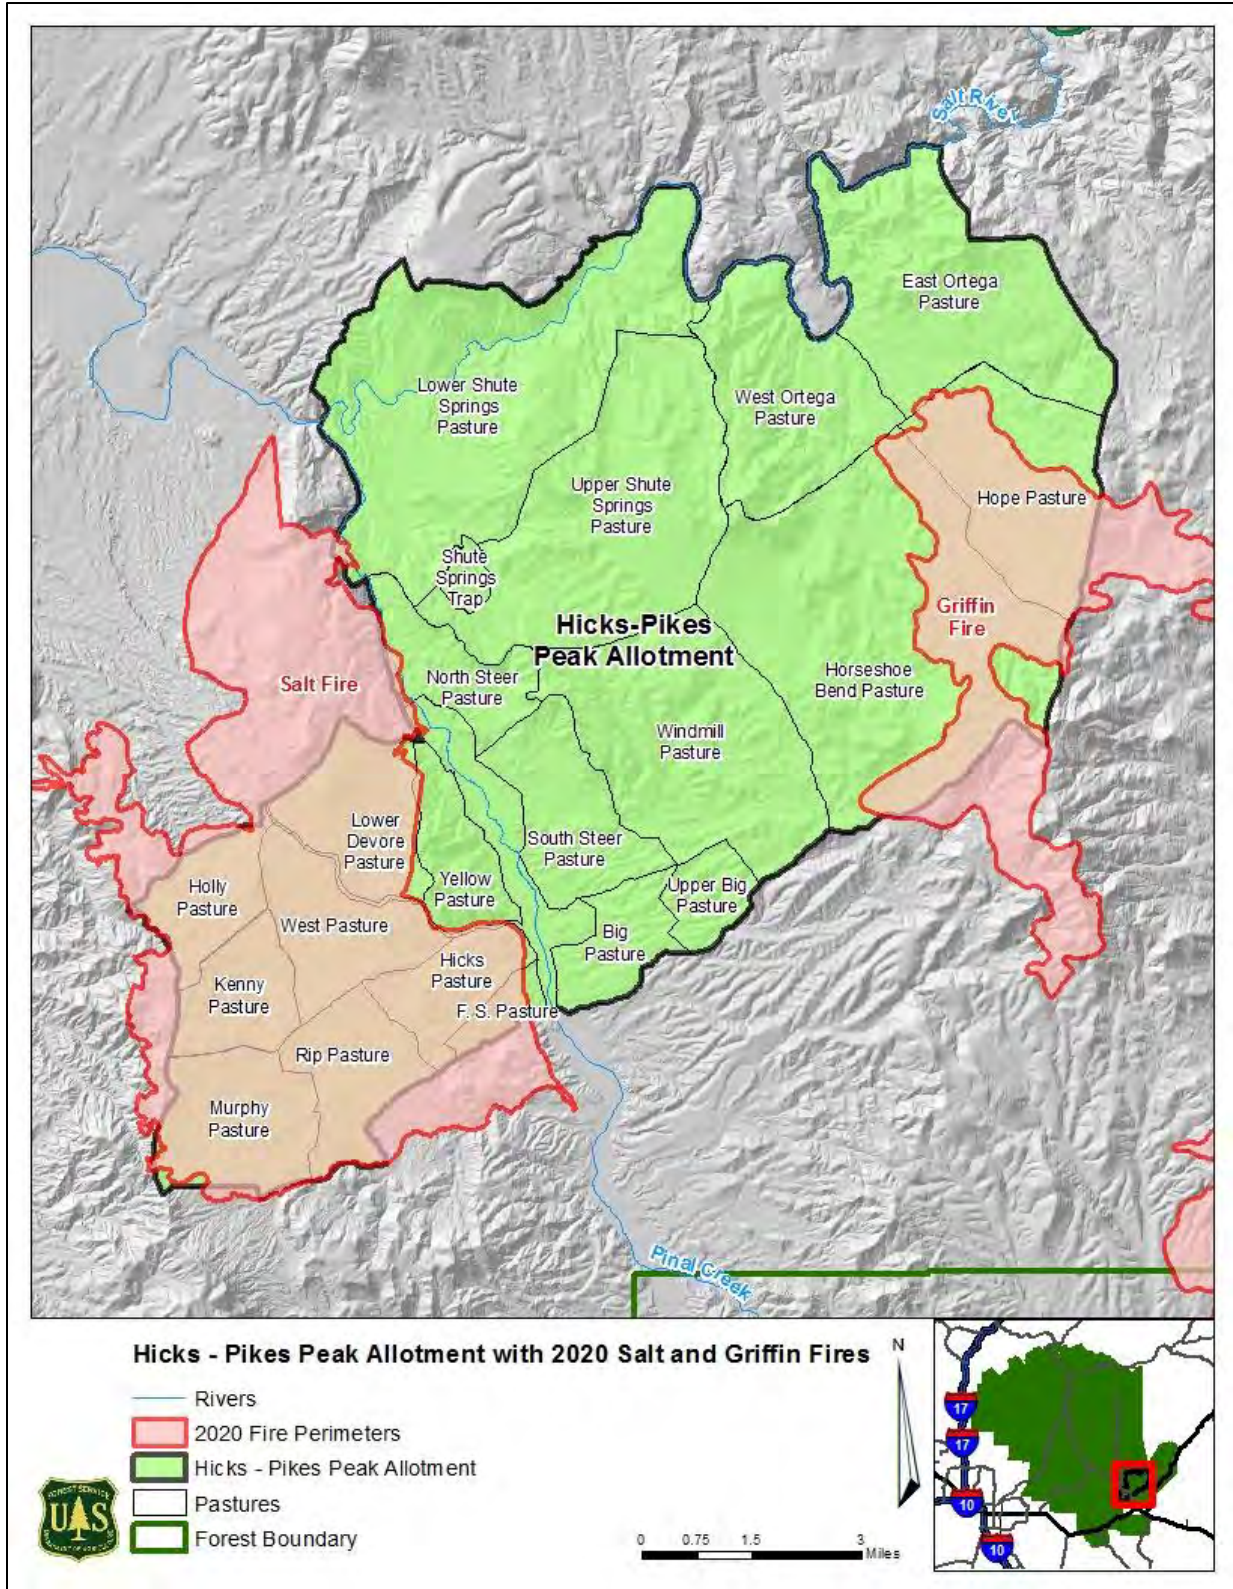 Salt River
East Ortega
Pasture
Lower Shute
Springs
Pasture
West Ortega
Pasture
Upper Shute
Springs
Pasture
Hope Pasture
Shute
Springs
Trap
Griffin
Fire
Hicks-Pikes
Peak Allotment
Salt Fire
North Steer
Pasture
Horseshoe
Bend Pasture
Windmill
Pasture
Lower
Devore
Pasture
South Steer
Pasture
Holly
Pasture
Yellow
Pasture
Upper Big
Pasture
West Pasture
Big
Pasture
Hicks
Pasture
Kenny
Pasture
F. S. Pasture
Rip Pasture
Murphy
Pasture
Pinal Creek
Hicks - Pikes Peak Allotment with 2020 Salt and Griffin Fires
Rivers
2020 Fire Perimeters
Hicks - Pikes Peak Allotment
Pastures
Forest Boundary
FOREST SERVICE
U S
DEPARTMENT OF AGRICULTURE
N
0 0.75 1.5 3
Miles
17
17
10
10